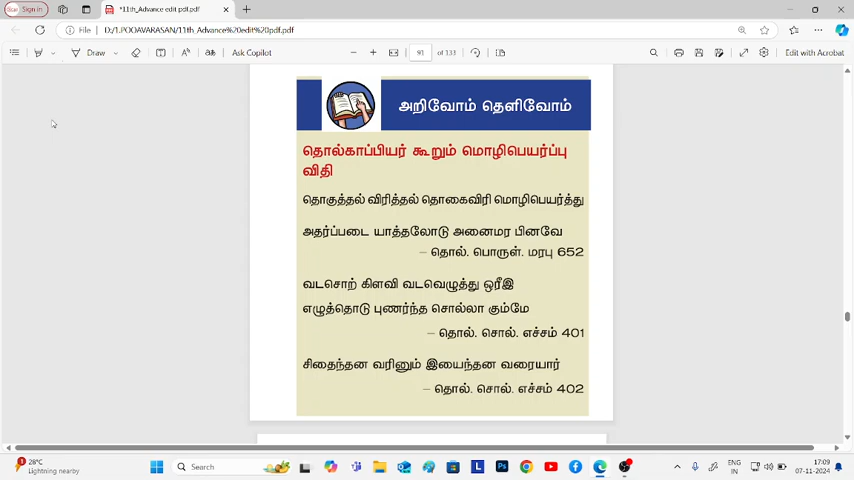 Sign in
*11th_Advance edit pdf.pdf
File
D:/1.POOAVARASAN/11th_Advance%20edit%20pdf.pdf
Draw
Ask Copilot
91 of 133
Edit with Acrobat
அறிவோம் தெளிவோம்
தொல்காப்பியர் கூறும் மொழிபெயர்ப்பு
விதி
தொகுத்தல் விரித்தல் தொகைவிரி மொழிபெயர்த்து
அதர்ப்படை யாத்தலோடு அனைமர பினவே
– தொல். பொருள். மரபு 652
வடசொற் கிளவி வடவெழுத்து ஒரீஇ
எழுத்தொடு புணர்ந்த சொல்லா கும்மே
– தொல். சொல். எச்சம் 401
சிதைந்தன வரினும் இயைந்தன வரையார்
– தொல். சொல். எச்சம் 402
28°C
Lightning nearby
Search
ENG
IN
17:09
07-11-2024